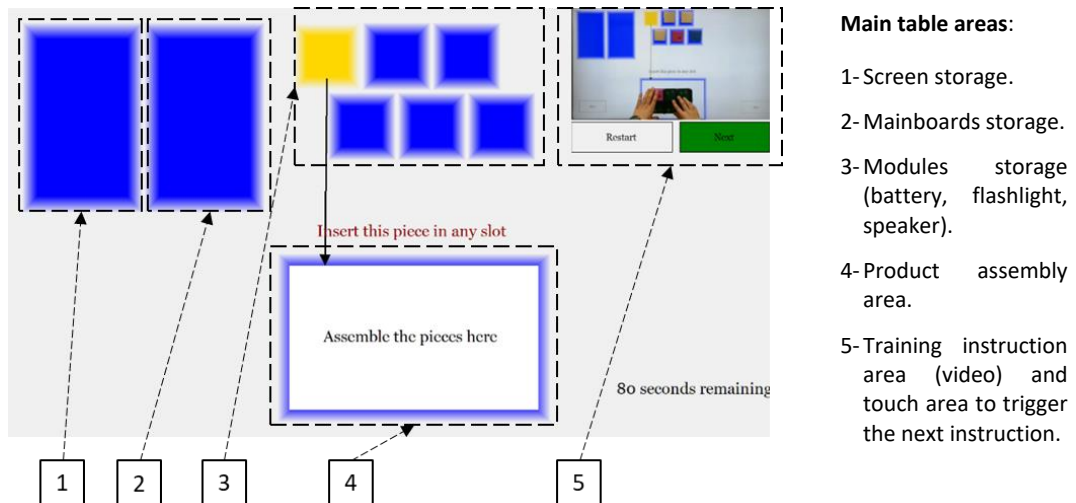 Restart
Next
Insert this piece in any slot
Assemble the pieces here
80 seconds remaining
1
2
3
4
5
Main table areas:
1- Screen storage.
2- Mainboards storage.
3- Modules storage
(battery, flashlight,
speaker).
4- Product assembly
area.
5- Training instruction
area (video) and
touch area to trigger
the next instruction.